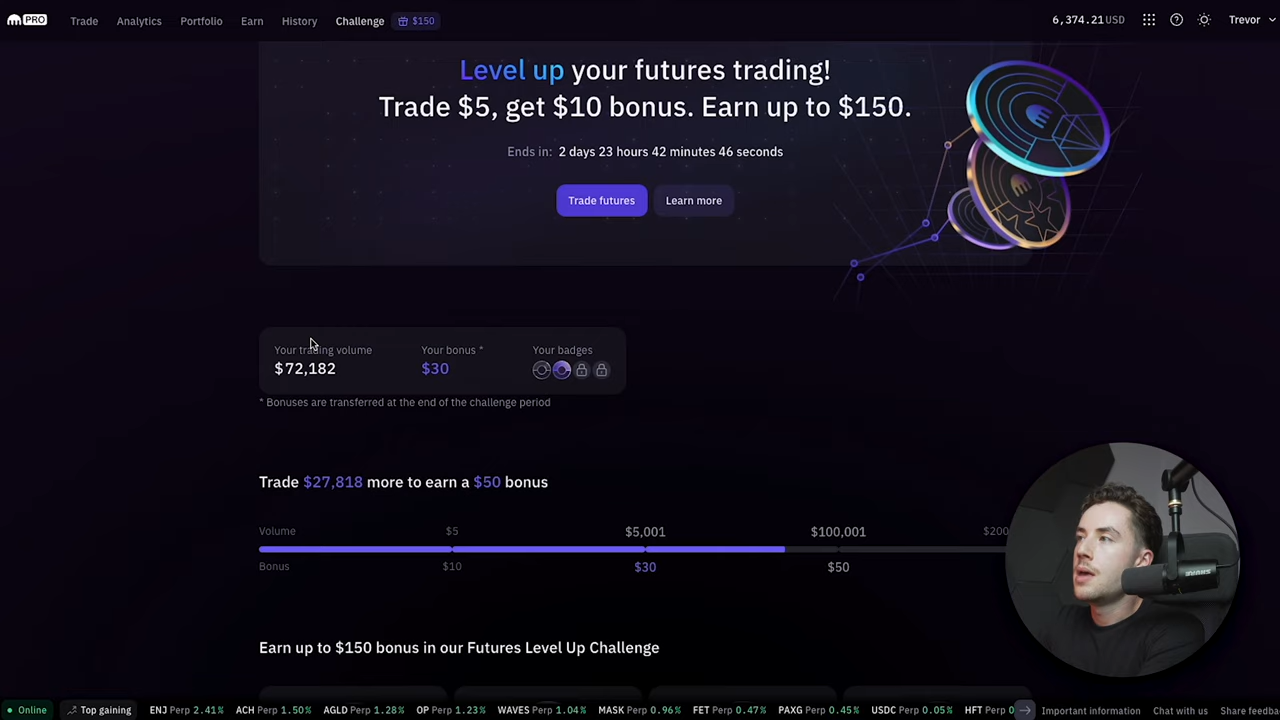 PRO Trade Analytics Portfolio Earn History Challenge $150 6,374.21 USD Trevor
Level up your futures trading!
Trade $5, get $10 bonus. Earn up to $150.
Ends in: 2 days 23 hours 42 minutes 46 seconds
Trade futures Learn more
Your trading volume Your bonus * Your badges
$72,182 $30
* Bonuses are transferred at the end of the challenge period
Trade $27,818 more to earn a $50 bonus
Volume $5 $5,001 $100,001 $200
Bonus $10 $30 $50
Earn up to $150 bonus in our Futures Level Up Challenge
Online Top gaining ENJ Perp 2.41% ACH Perp 1.50% AGLD Perp 1.28% OP Perp 1.23% WAVES Perp 1.04% MASK Perp 0.96% FET Perp 0.47% PAXG Perp 0.45% USDC Perp 0.05% HFT Perp Important information Chat with us Share feedba